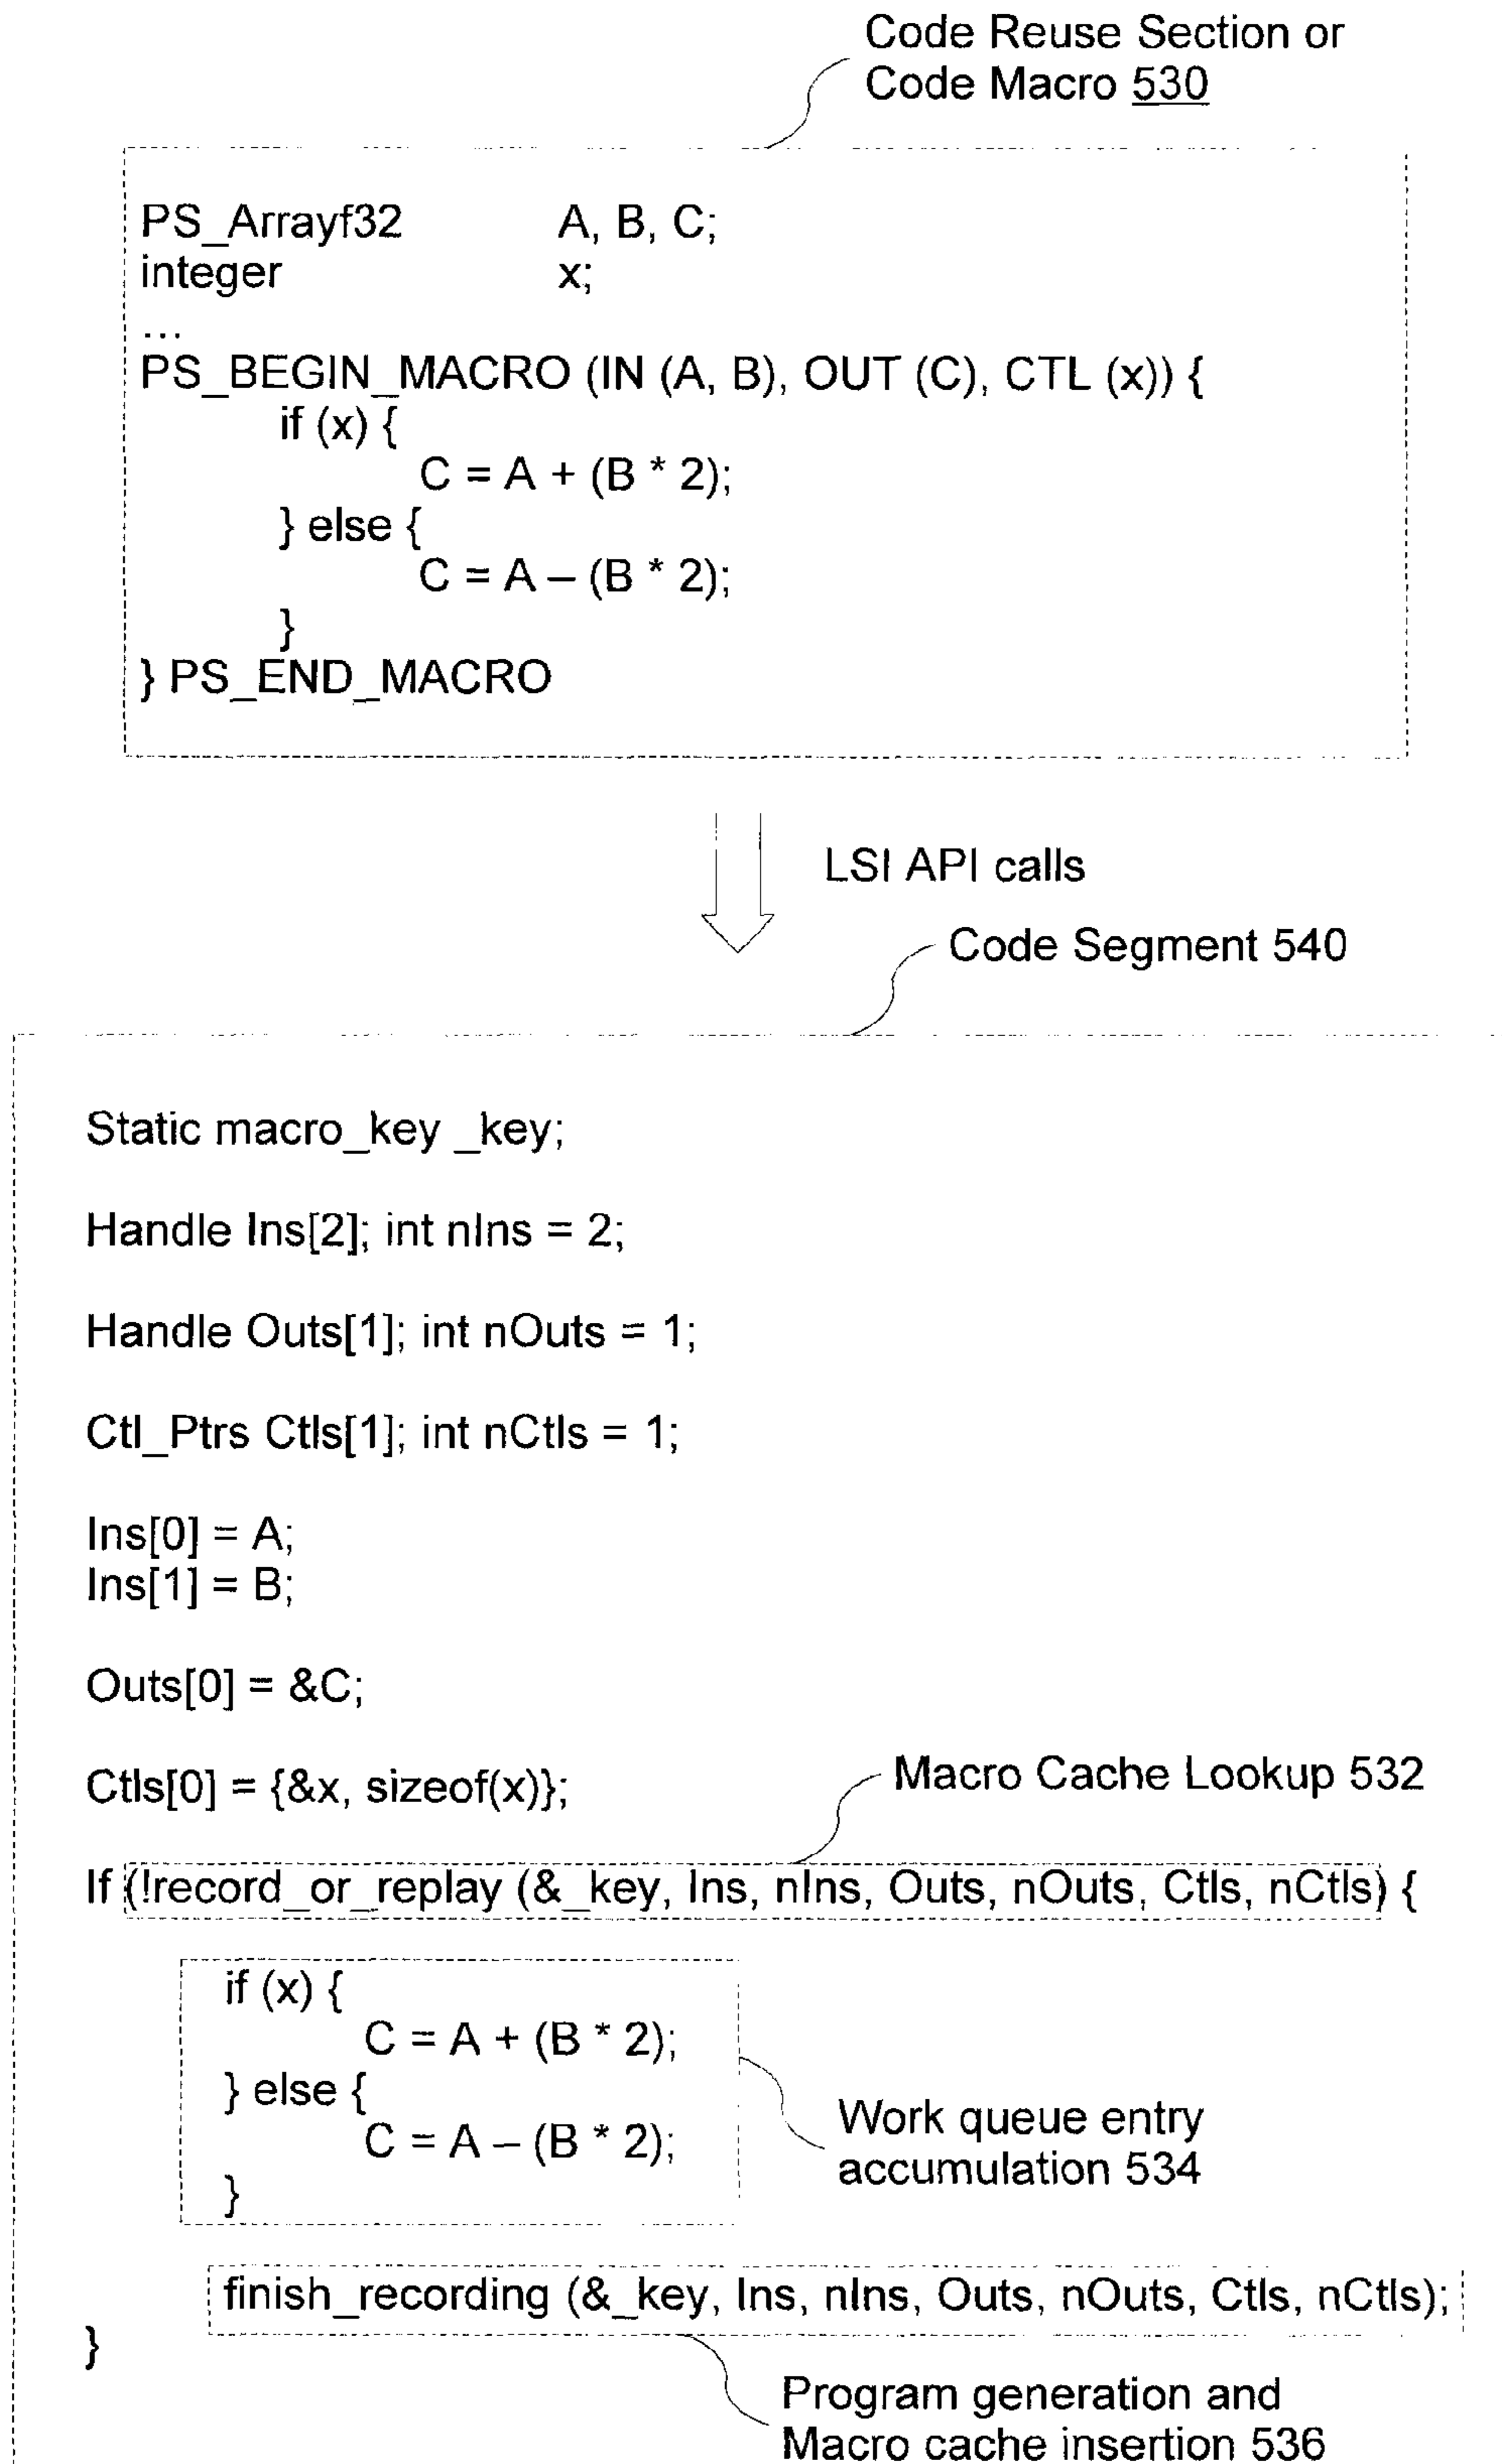 Code Reuse Section or
Code Macro 530
PS_Arrayf32 A, B, C;
integer x;
...
PS_BEGIN_MACRO (IN (A, B), OUT (C), CTL (x)) {
if (x) {
C = A + (B * 2);
} else {
C = A – (B * 2);
}
} PS_END_MACRO
LSI API calls
Code Segment 540
Static macro_key _key;
Handle Ins[2]; int nIns = 2;
Handle Outs[1]; int nOuts = 1;
Ctl_Ptrs Ctls[1]; int nCtls = 1;
Ins[0] = A;
Ins[1] = B;
Outs[0] = &C;
Ctls[0] = {&x, sizeof(x)};
Macro Cache Lookup 532
If (!record_or_replay (&_key, Ins, nIns, Outs, nOuts, Ctls, nCtls) {
if (x) {
C = A + (B * 2);
} else {
C = A – (B * 2);
}
Work queue entry
accumulation 534
finish_recording (&_key, Ins, nIns, Outs, nOuts, Ctls, nCtls);
}
Program generation and
Macro cache insertion 536